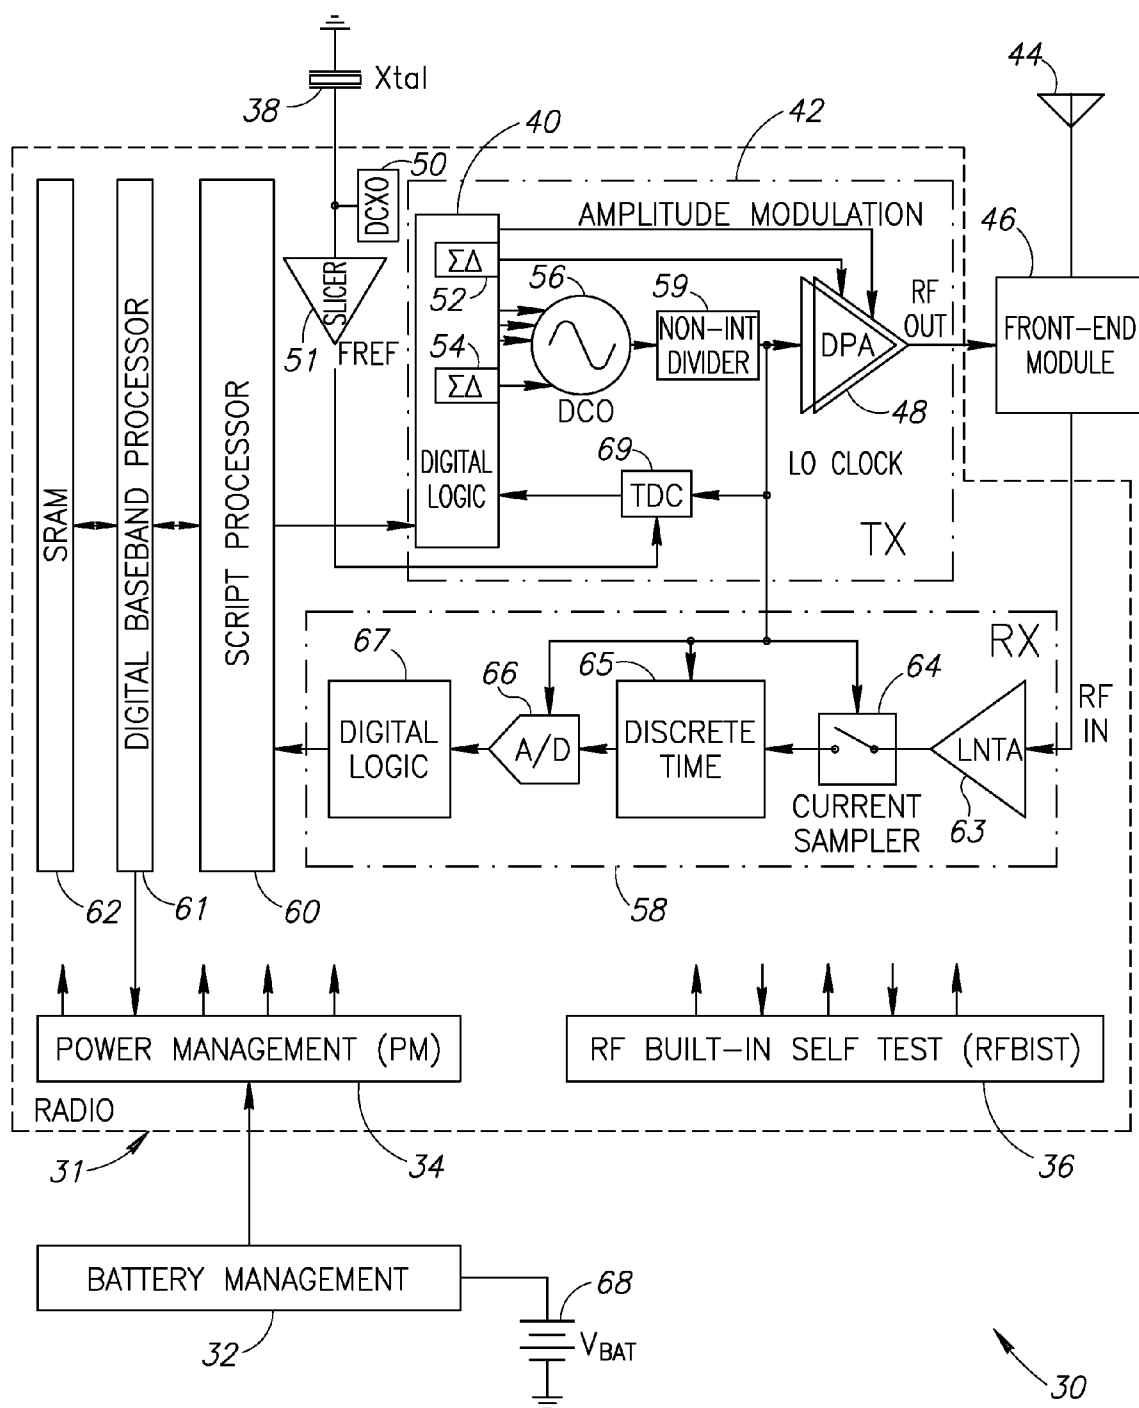 Xtal
38
44
40
42
50
DCXO
AMPLITUDE MODULATION
46
ΣΔ
52
56
59
RF
OUT
SLICER
51
FREF
NON-INT
DIVIDER
DPA
FRONT-END
MODULE
54
ΣΔ
DCO
48
DIGITAL
LOGIC
69
TDC
LO CLOCK
TX
SRAM
DIGITAL BASEBAND PROCESSOR
SCRIPT PROCESSOR
RX
67
66
65
64
RF
IN
DIGITAL
LOGIC
A/D
DISCRETE
TIME
LNTA
CURRENT
SAMPLER
63
62
61
60
58
POWER MANAGEMENT (PM)
RF BUILT-IN SELF TEST (RFBIST)
RADIO
31
34
36
BATTERY MANAGEMENT
32
68
VBAT
30